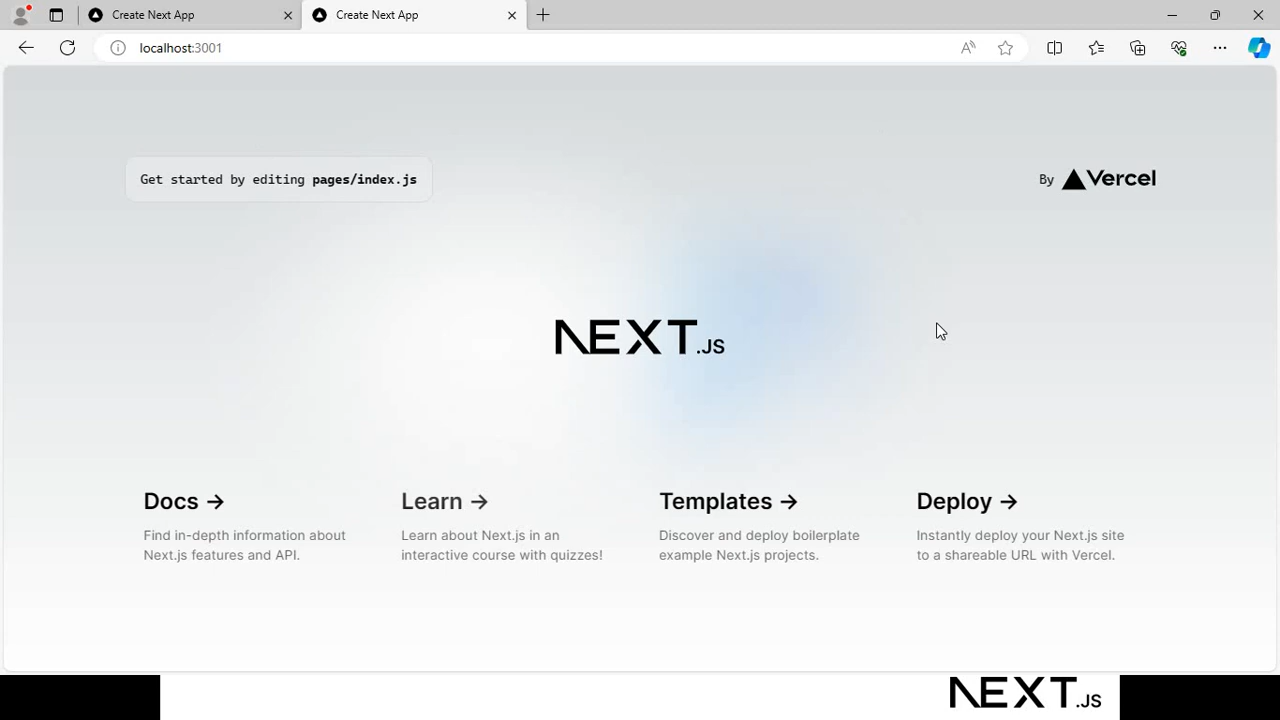 Create Next App
Create Next App
localhost:3001
Get started by editing pages/index.js
By Vercel
NEXT.JS
Docs →
Find in-depth information about
Next.js features and API.
Learn →
Learn about Next.js in an
interactive course with quizzes!
Templates →
Discover and deploy boilerplate
example Next.js projects.
Deploy →
Instantly deploy your Next.js site
to a shareable URL with Vercel.
NEXT.JS